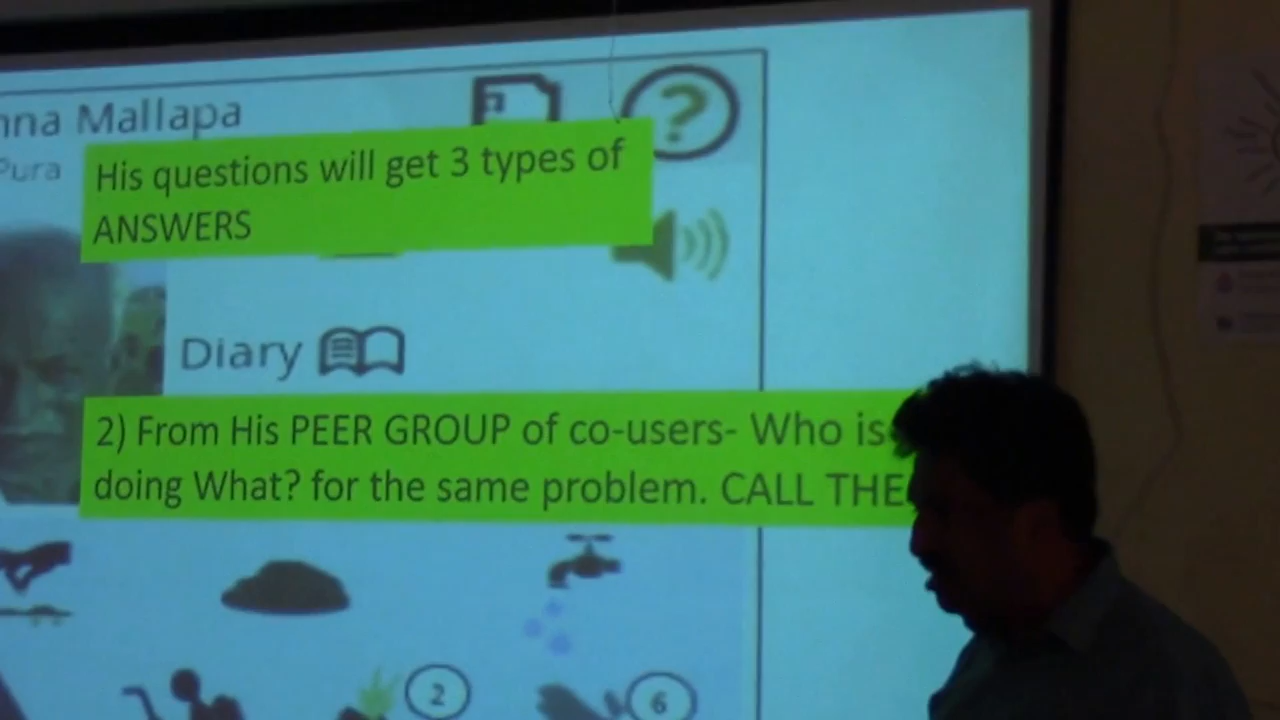 nna Mallapa
Pura
?
His questions will get 3 types of
ANSWERS
Diary
2) From His PEER GROUP of co-users- Who is
doing What? for the same problem. CALL THE
2
6